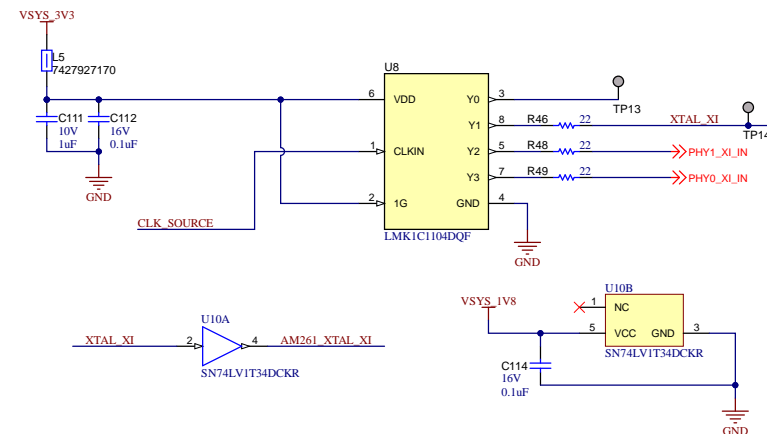 VSYS_3V3
L5
7427927170
C111
10V
1uF
C112
16V
0.1uF
GND
CLK_SOURCE
U8
6 VDD Y0 3
Y1 8
1 CLKIN Y2 5
Y3 7
2 1G GND 4
LMK1C1104DQF
TP13
R46 22 XTAL_XI
TP14
R48 22 PHY1_XI_IN
R49 22 PHY0_XI_IN
GND
U10A
XTAL_XI 2 4 AM261_XTAL_XI
SN74LV1T34DCKR
VSYS_1V8
U10B
1 NC
5 VCC GND 3
SN74LV1T34DCKR
C114
16V
0.1uF
GND